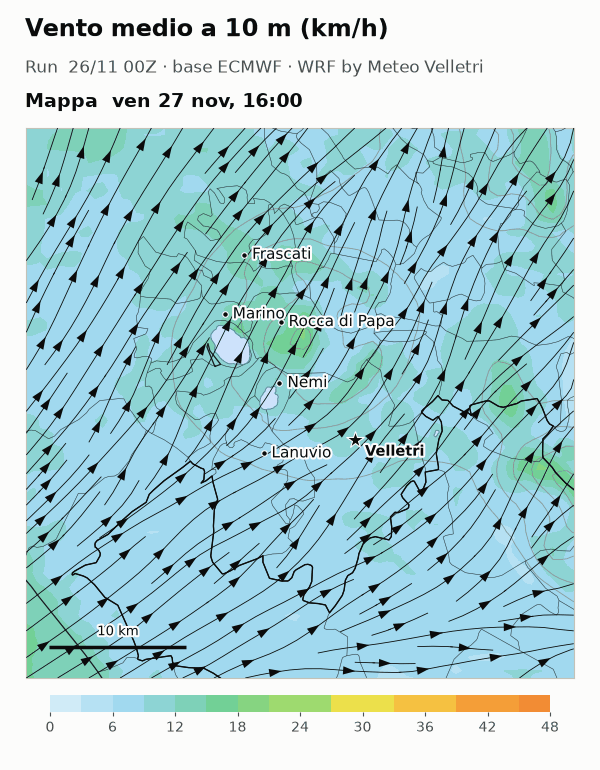 Vento medio a 10 m (km/h)
Run  26/11 00Z · base ECMWF · WRF by Meteo Velletri
Mappa  ven 27 nov, 16:00
Frascati
Marino
Rocca di Papa
Nemi
Velletri
Lanuvio
10 km
0 6 12 18 24 30 36 42 48